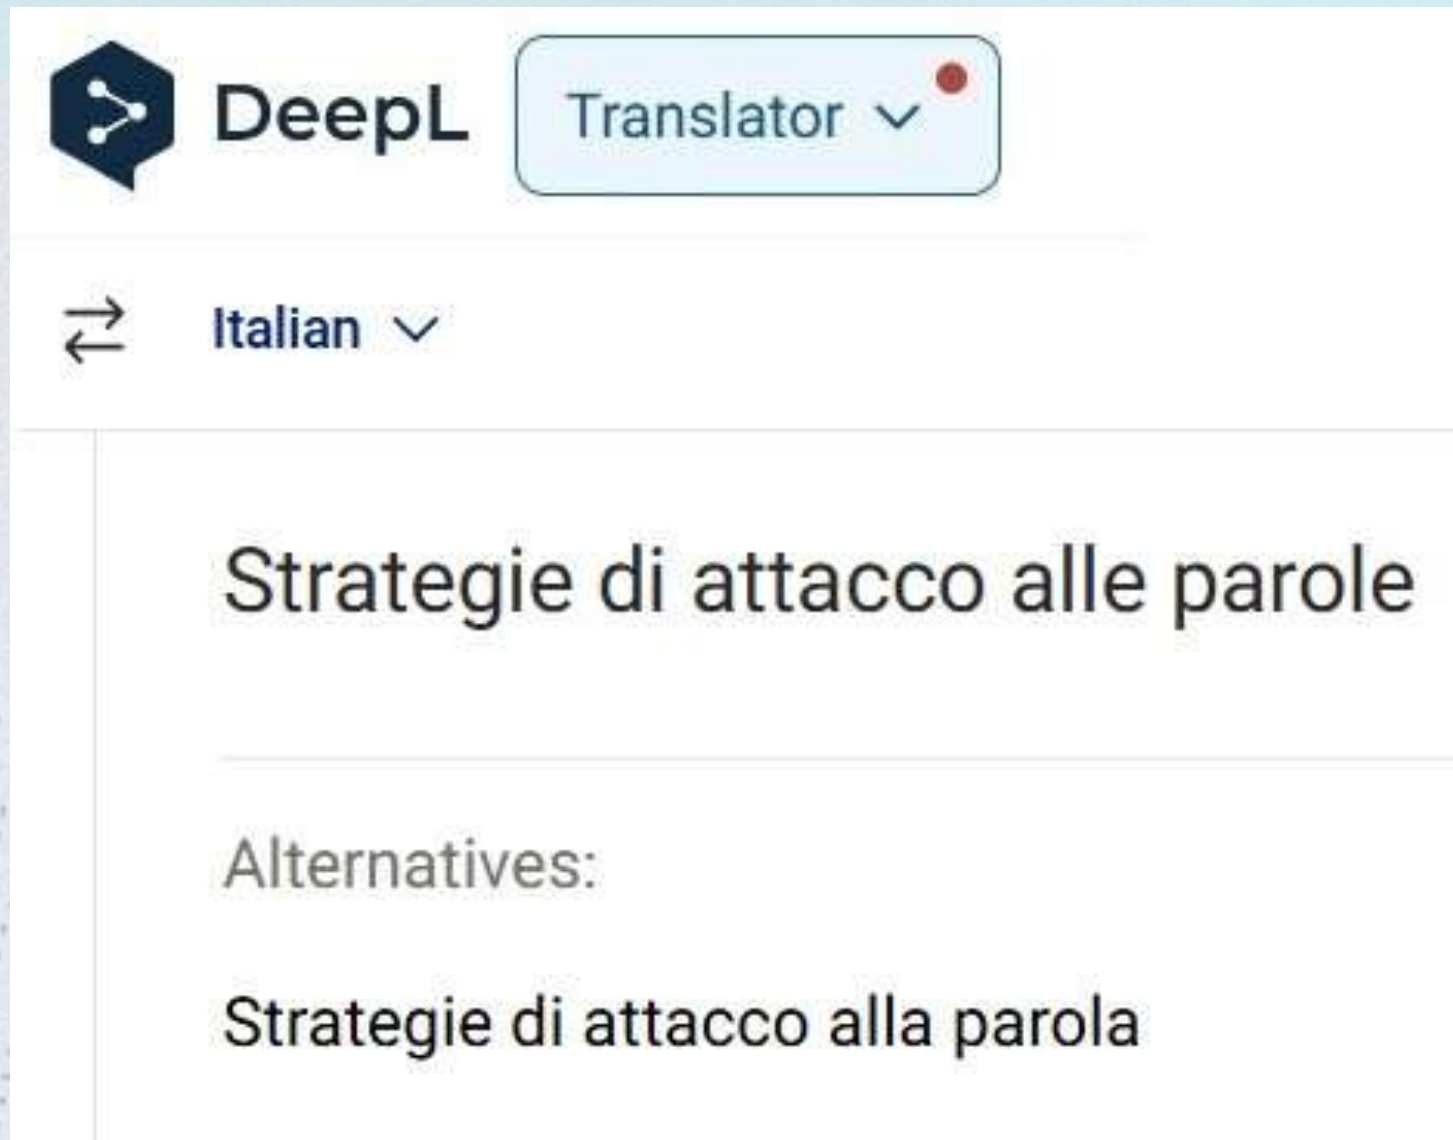 DeepL Translator
Italian
Strategie di attacco alle parole
Alternatives:
Strategie di attacco alla parola